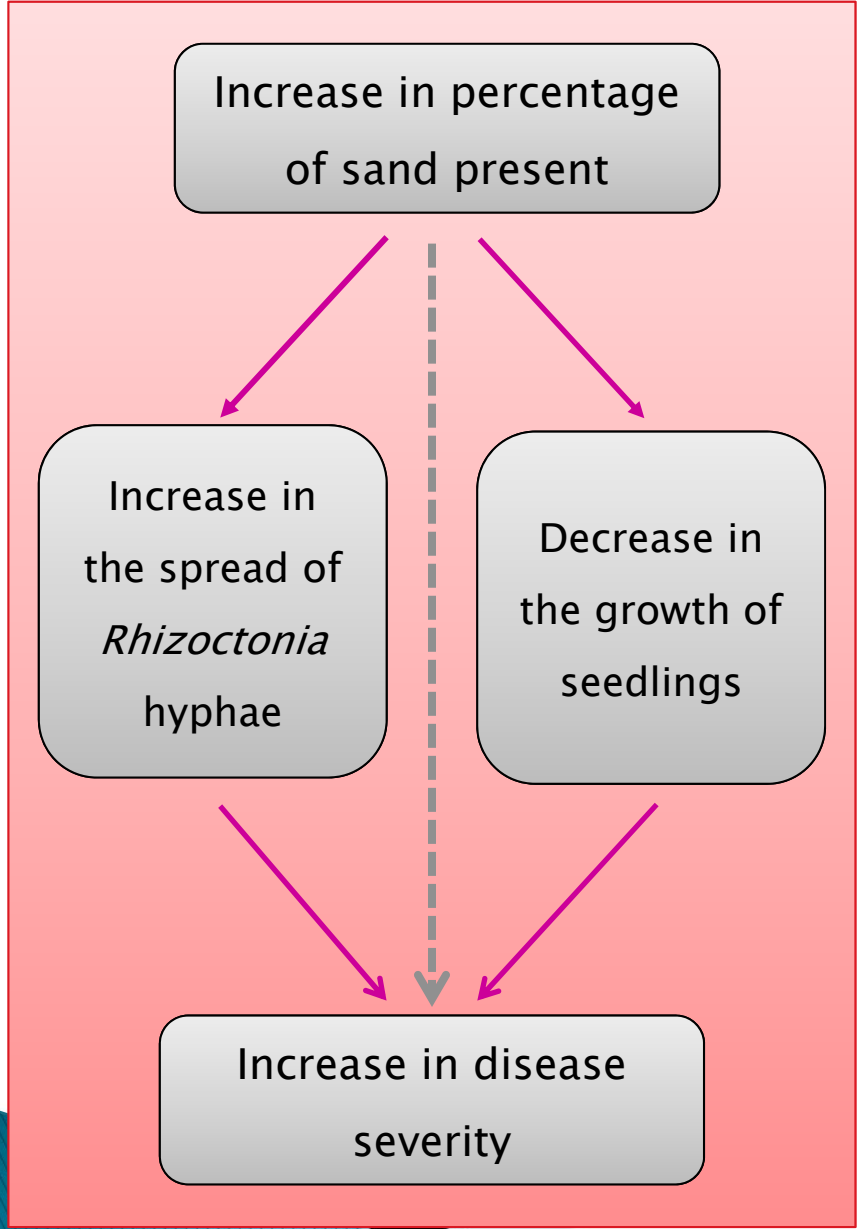 Increase in percentage
of sand present
Increase in
the spread of
Rhizoctonia
hyphae
Decrease in
the growth of
seedlings
Increase in disease
severity